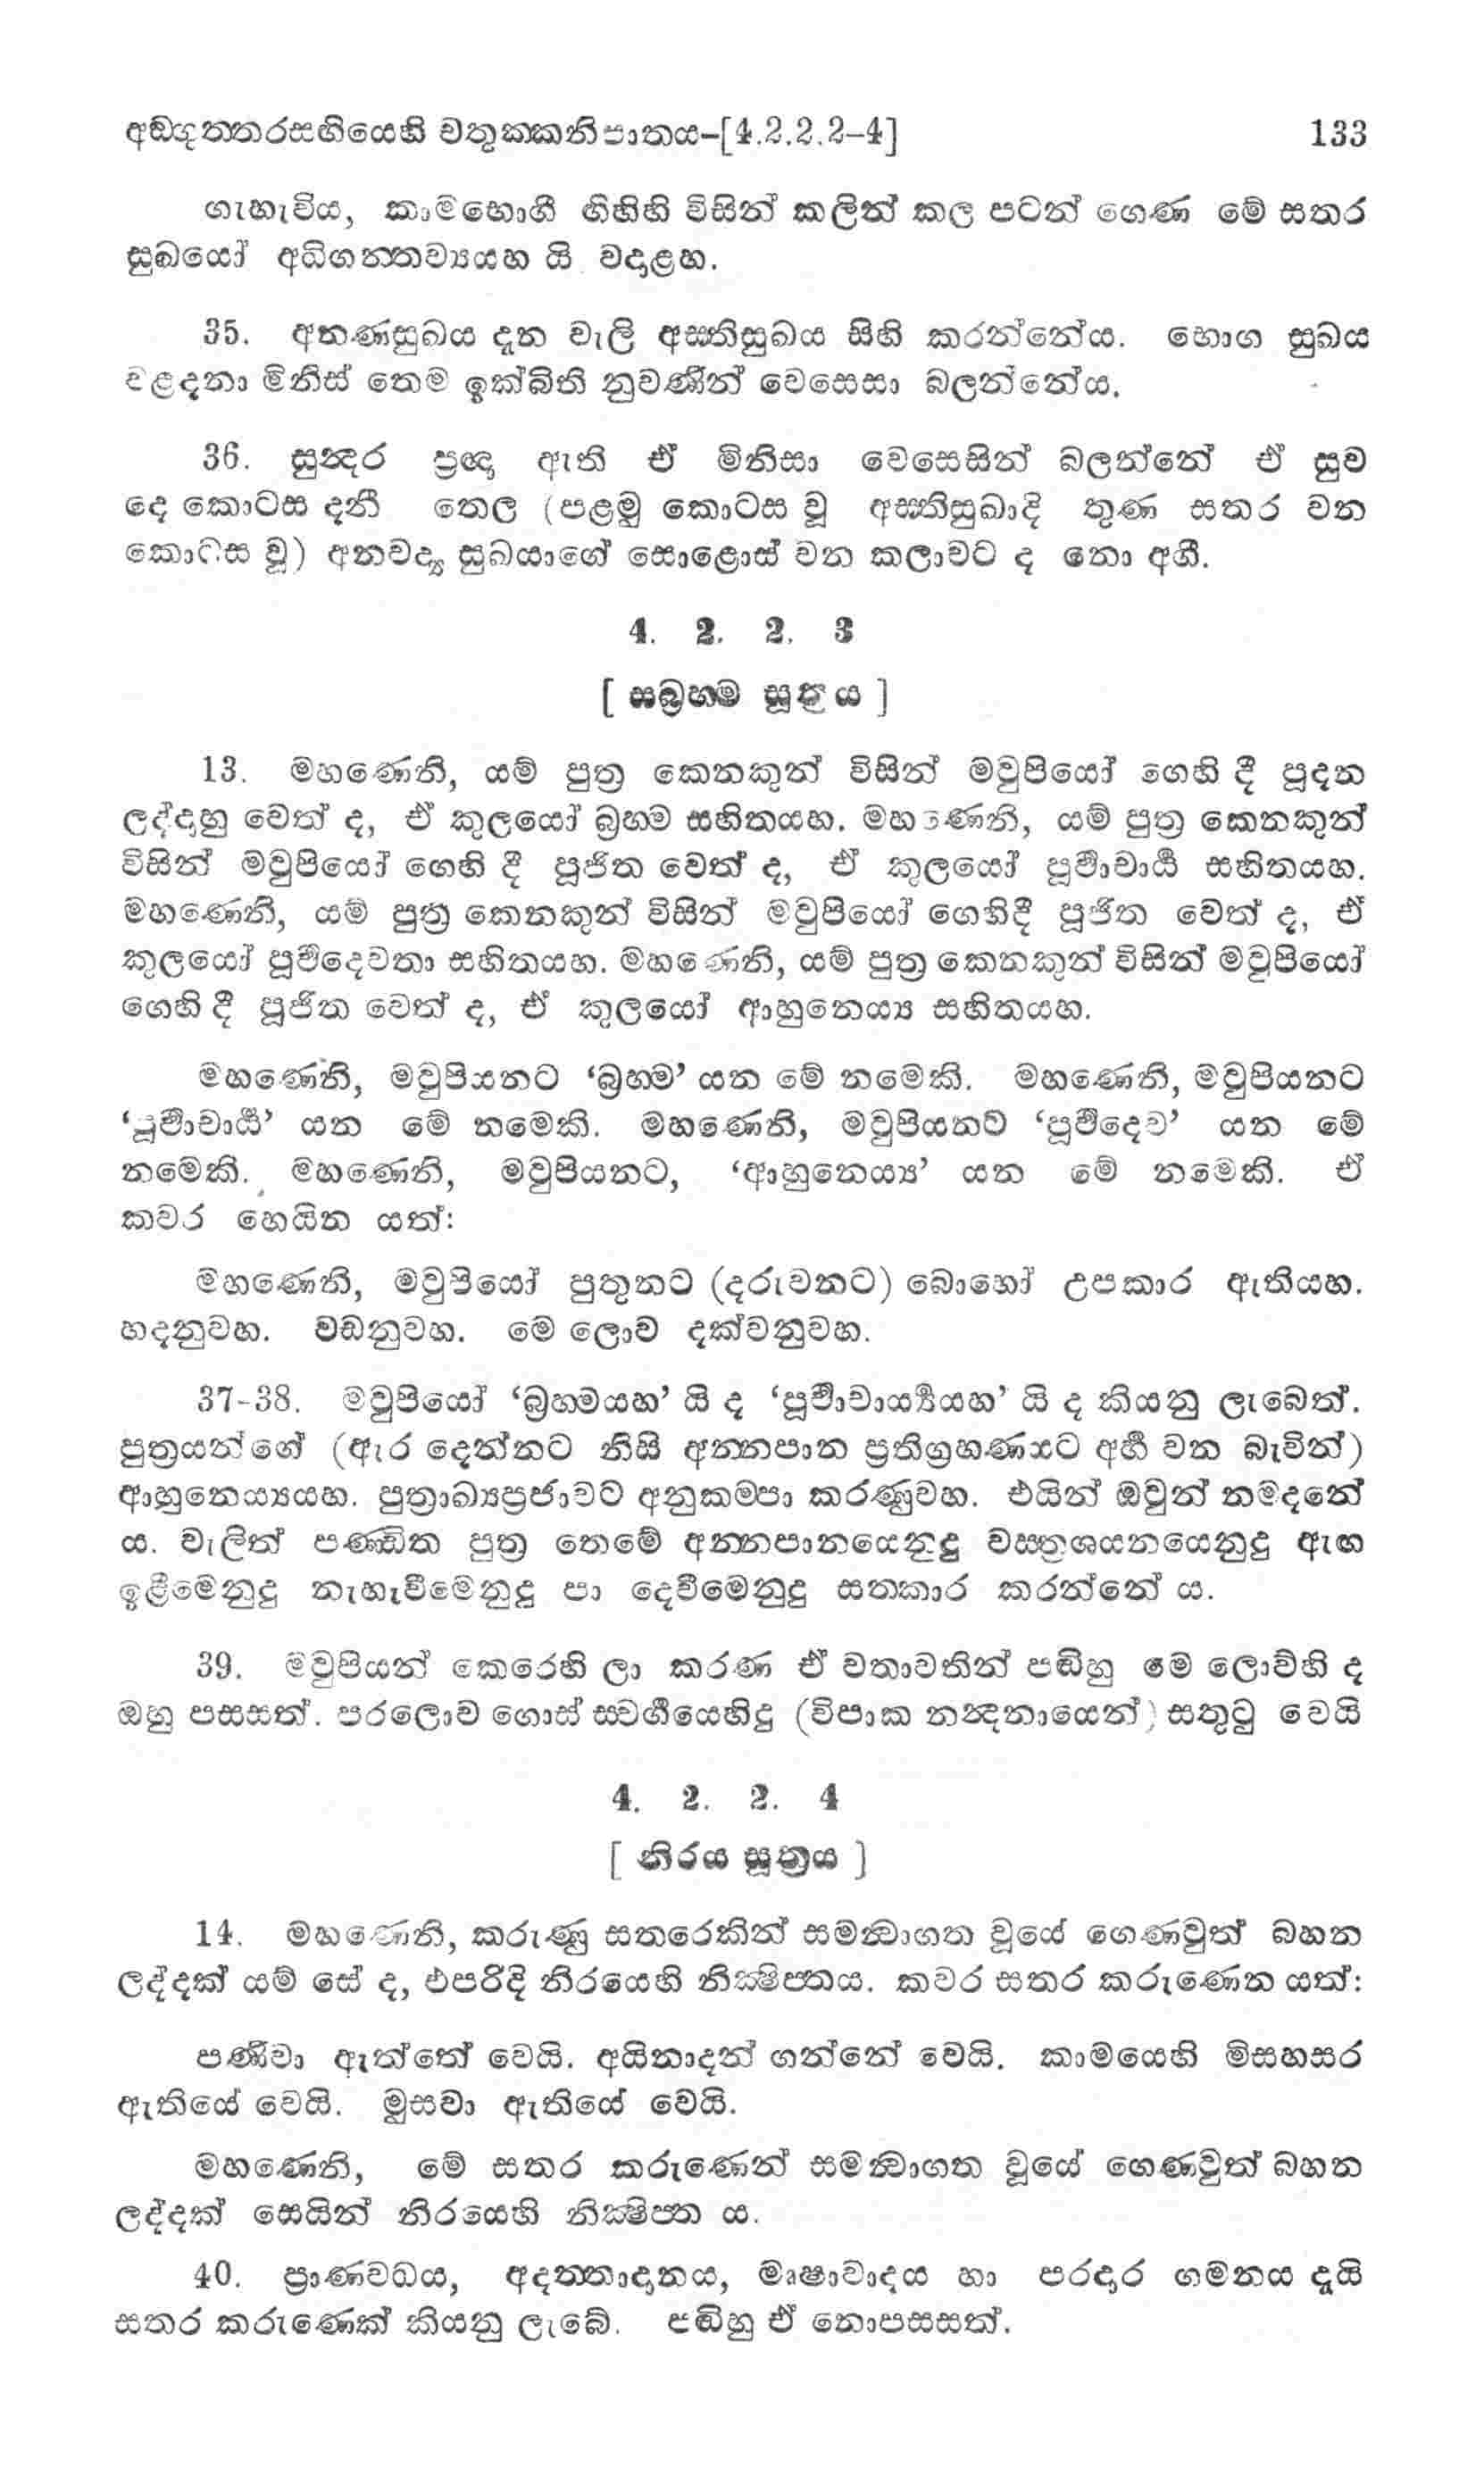 අඞ්ගුත්තරසඟියෙහි චතුක්කනිපාතය-[4.2.2.2-4] 133
ගැහැවිය, කාමභොගී ගිහිහි විසින් කලින් කල පටන් ගෙණ මේ සතර
සුඛයෝ අධිගන්තව්‍යයහ යි වදාළහ.
35. අනණසුඛය දැන වැලි අත්ථිසුඛය සිහි කරන්නේය. භොග සුඛය
වළඳනා මිනිස් තෙම ඉක්බිති නුවණින් වෙසෙසා බලන්නේය.
36. සුන්‍දර ප්‍රඥා ඇති ඒ මිනිසා වෙසෙසින් බලන්නේ ඒ සුව
දෙ කොටස දනී තෙල (පළමු කොටස වූ අත්ථිසුඛාදි තුණ සතර වන
කොටස වූ) අනවද්‍ය සුඛයාගේ සොළොස් වන කලාවට ද නො අගී.
4. 2. 2. 3
[ සබ්‍රහ්ම සූත්‍රය ]
13. මහණෙනි, යම් පුත්‍ර කෙනකුන් විසින් මවුපියෝ ගෙහි දී පූදන
ලද්දාහු වෙත් ද, ඒ කුලයෝ බ්‍රහ්ම සහිතයහ. මහණෙනි, යම් පුත්‍ර කෙනකුන්
විසින් මවුපියෝ ගෙහි දී පූජිත වෙත් ද, ඒ කුලයෝ පූර්‍වාචාර්‍ය්‍ය සහිතයහ.
මහණෙනි, යම් පුත්‍ර කෙනකුන් විසින් මවුපියෝ ගෙහිදී පූජිත වෙත් ද, ඒ
කුලයෝ පූර්‍වදෙවතා සහිතයහ. මහණෙනි, යම් පුත්‍ර කෙනකුන් විසින් මවුපියෝ
ගෙහි දී පූජිත වෙත් ද, ඒ කුලයෝ ආහුනෙය්‍ය සහිතයහ.
මහණෙනි, මවුපියනට ‘බ්‍රහ්ම’ යන මේ නමෙකි. මහණෙනි, මවුපියනට
‘පූර්‍වාචාර්‍ය්‍ය’ යන මේ නමෙකි. මහණෙනි, මවුපියනට ‘පූර්‍වදෙව’ යන මේ
නමෙකි. මහණෙනි, මවුපියනට, ‘ආහුනෙය්‍ය’ යන මේ නමෙකි. ඒ
කවර හෙයින යත්:
මහණෙනි, මවුපියෝ පුතුනට (දරුවනට) බොහෝ උපකාර ඇතියහ.
හදනුවහ. වඩනුවහ. මෙ ලොව දක්වනුවහ.
37-38. මවුපියෝ ‘බ්‍රහ්මයහ’ යි ද ‘පූර්‍වාචාර්‍ය්‍යයහ’ යි ද කියනු ලැබෙත්.
පුත්‍රයන්ගේ (ඇර දෙන්නට නිසි අන්නපාන ප්‍රතිග්‍රහණයට අර්‍හ වන බැවින්)
ආහුනෙය්‍යයහ. පුත්‍රාඛ්‍යප්‍රජාවට අනුකම්පා කරණුවහ. එයින් ඔවුන් නමදනේ
ය. වැලිත් පණ්ඩිත පුත්‍ර තෙමේ අන්නපානයෙනුදු වස්ත්‍රශයනයෙනුදු ඇඟ
ඉළීමෙනුදු නැහැවීමෙනුදු පා දෙවීමෙනුදු සත්කාර කරන්නේ ය.
39. මවුපියන් කෙරෙහි ලා කරණ ඒ වතාවතින් පඬිහු මෙ ලොව්හි ද
ඔහු පසසත්. පරලොව ගොස් ස්වර්‍ගයෙහිදු (විපාක නන්‍දනායෙන්) සතුටු වෙයි
4. 2. 2. 4
[ නිරය සූත්‍රය ]
14. මහණෙනි, කරුණු සතරෙකින් සමන්‍වාගත වූයේ ගෙණවුත් බහන
ලද්දක් යම් සේ ද, එපරිදි නිරයෙහි නික්‍ෂිප්තය. කවර සතර කරුණෙන යත්:
පණිවා ඇත්තේ වෙයි. අයිනාදන් ගන්නේ වෙයි. කාමයෙහි මිසහසර
ඇතියේ වෙයි. මුසවා ඇතියේ වෙයි.
මහණෙනි, මේ සතර කරුණෙන් සමන්‍වාගත වූයේ ගෙණවුත් බහන
ලද්දක් සෙයින් නිරයෙහි නික්‍ෂිප්ත ය.
40. ප්‍රාණවධය, අදත්තාදානය, මෘෂාවාදය හා පරදාර ගමනය දැයි
සතර කරුණෙක් කියනු ලැබේ. පඬිහු ඒ නොපසසත්.